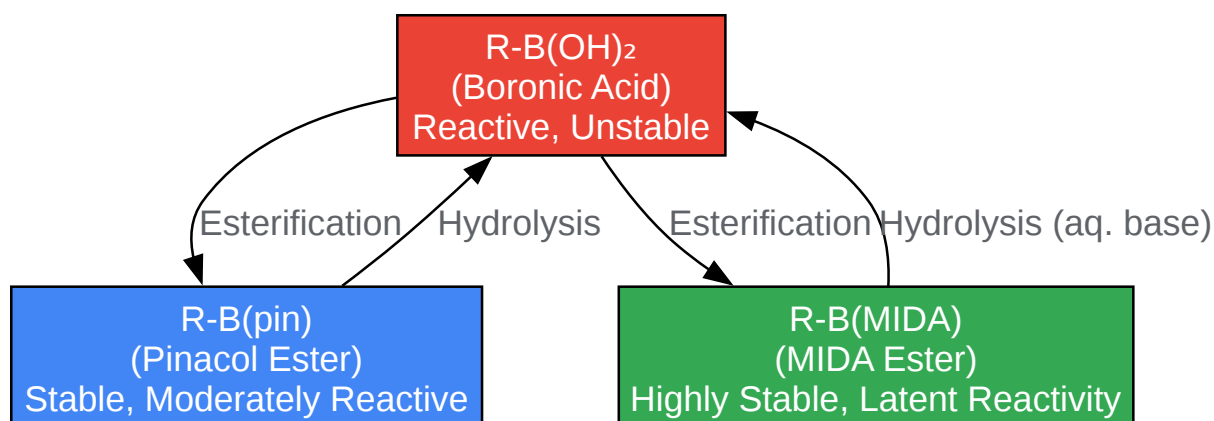 R-B(OH)₂
(Boronic Acid)
Reactive, Unstable
Esterification
Hydrolysis
Esterification
Hydrolysis (aq. base)
R-B(pin)
(Pinacol Ester)
Stable, Moderately Reactive
R-B(MIDA)
(MIDA Ester)
Highly Stable, Latent Reactivity